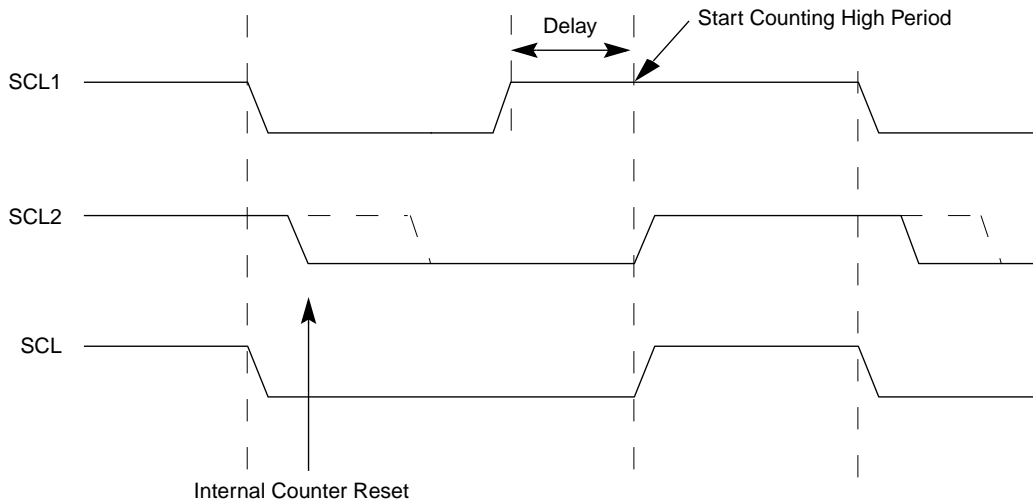 Start Counting High Period
Delay
SCL1
SCL2
SCL
Internal Counter Reset